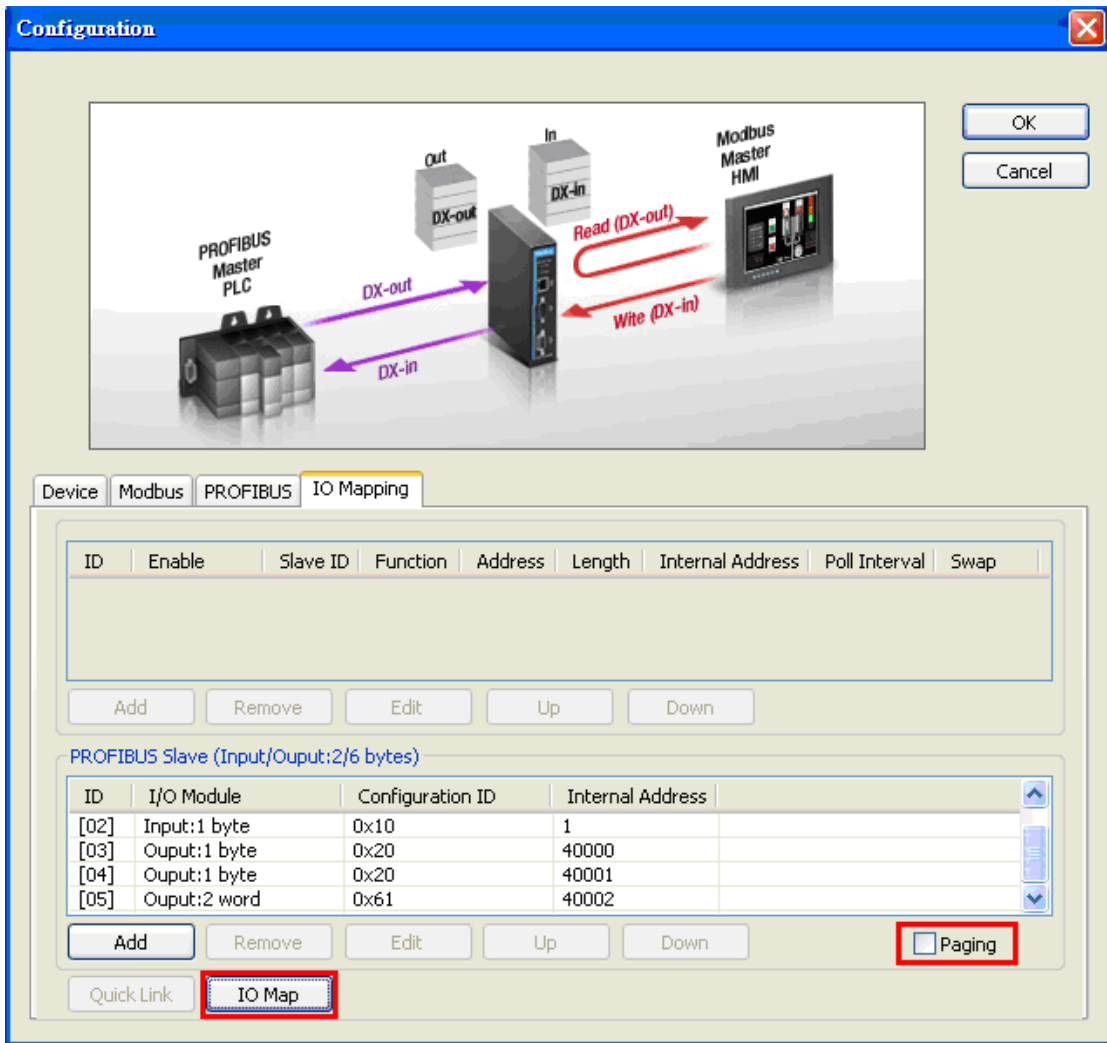 Configuration
OK
Cancel
Out
DX-out
In
DX-in
Modbus
Master
HMI
Read (DX-out)
Wite (DX-in)
PROFIBUS
Master
PLC
DX-out
DX-in
Device Modbus PROFIBUS IO Mapping
ID Enable Slave ID Function Address Length Internal Address Poll Interval Swap
Add Remove Edit Up Down
PROFIBUS Slave (Input/Ouput:2/6 bytes)
ID I/O Module Configuration ID Internal Address
[02] Input:1 byte 0x10 1
[03] Ouput:1 byte 0x20 40000
[04] Ouput:1 byte 0x20 40001
[05] Ouput:2 word 0x61 40002
Add Remove Edit Up Down Paging
Quick Link IO Map